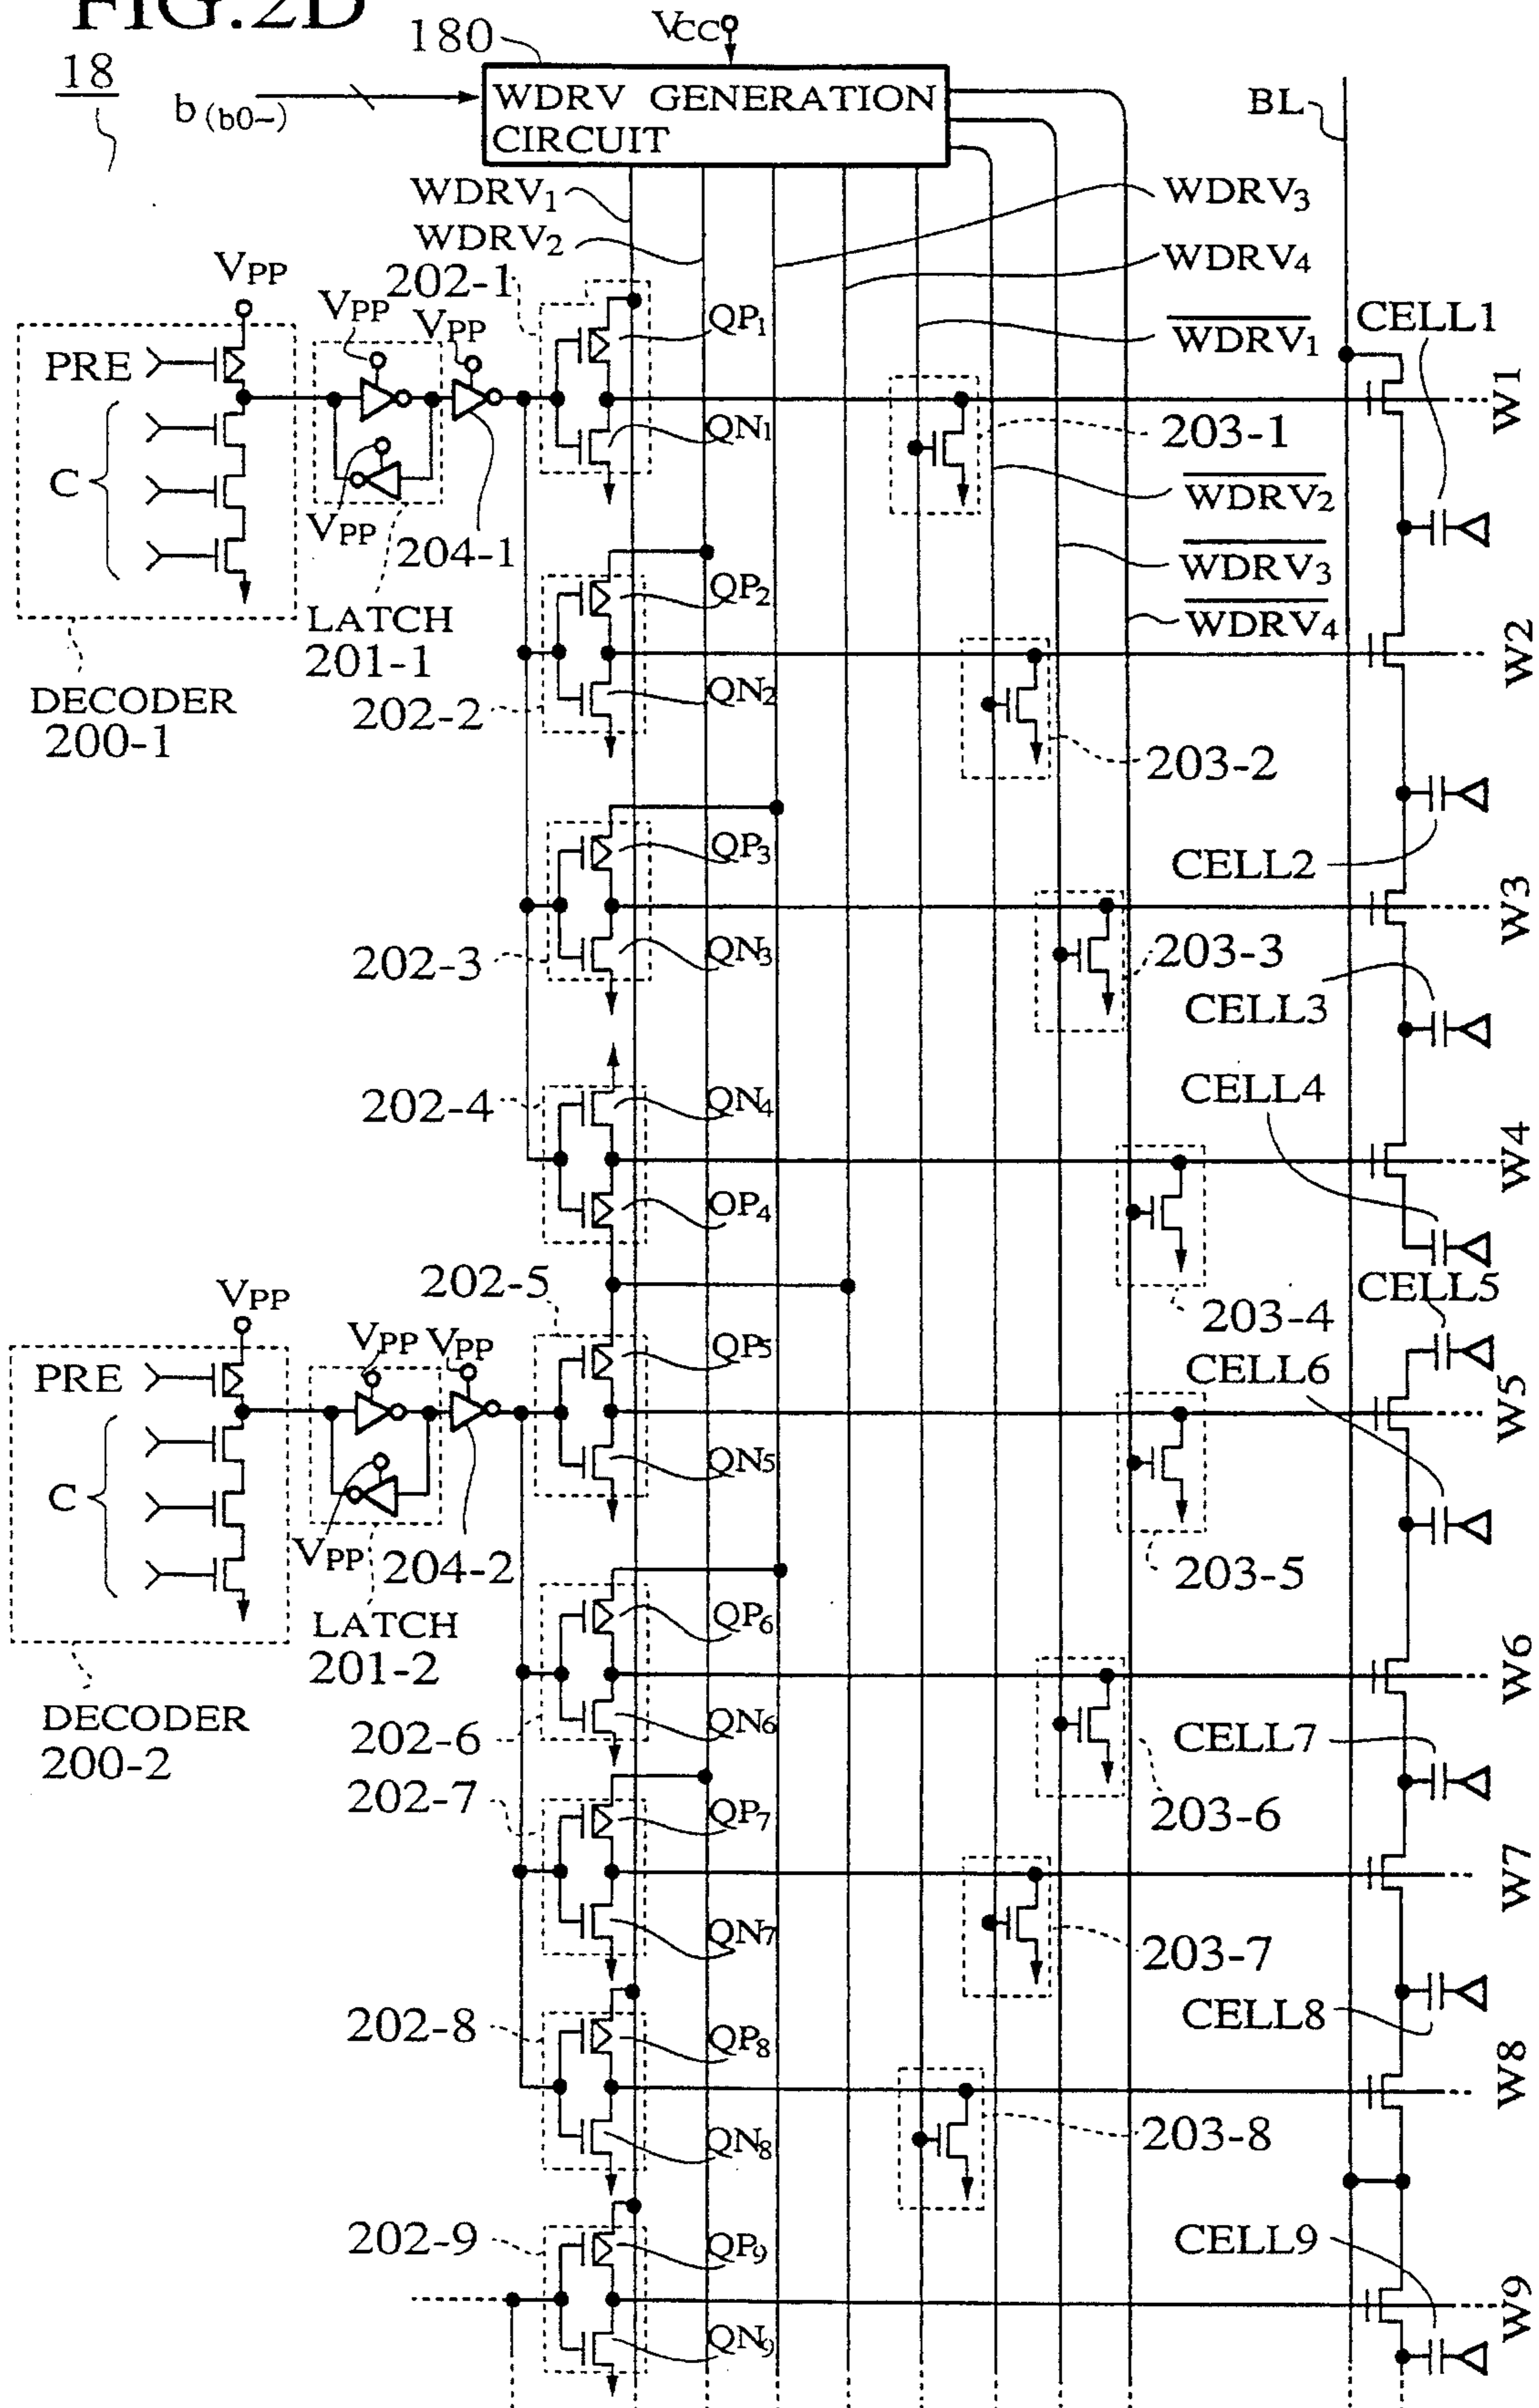 FIG.2D
18
180
VCC
b (b0~)
WDRV GENERATION
CIRCUIT
BL
WDRV1
WDRV2
WDRV3
WDRV4
VPP
VPP
VPP
202-1
QP1
WDRV1
CELL1
W1
PRE
C
QN1
203-1
WDRV2
VPP
204-1
WDRV3
LATCH
201-1
QP2
WDRV4
W2
DECODER
200-1
202-2
QN2
203-2
QP3
CELL2
W3
202-3
QN3
203-3
CELL3
202-4
QN4
CELL4
W4
OP4
202-5
203-4
CELL5
VPP
VPP
VPP
QP5
CELL6
W5
PRE
C
QN5
VPP
204-2
203-5
LATCH
201-2
QP6
W6
DECODER
200-2
202-6
QN6
CELL7
202-7
QP7
203-6
W7
QN7
203-7
202-8
QP8
CELL8
W8
QN8
203-8
202-9
QP9
CELL9
W9
QN9